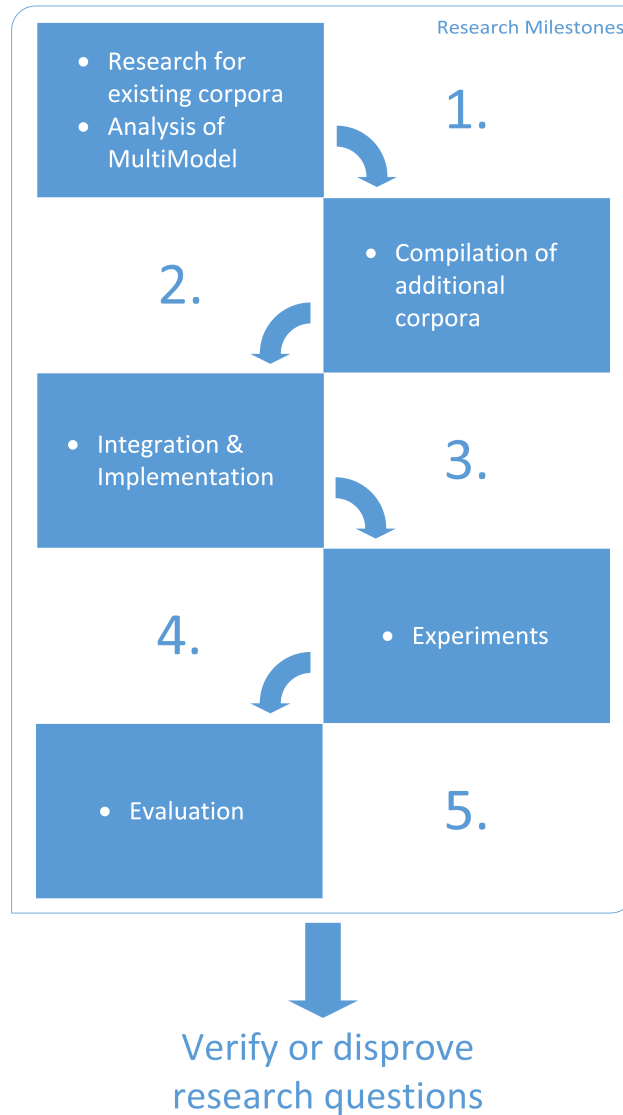 Research Milestones
• Research for
existing corpora
• Analysis of
MultiModel
1.
2.
• Compilation of
additional
corpora
• Integration &
Implementation
3.
4.
• Experiments
• Evaluation
5.
Verify or disprove
research questions